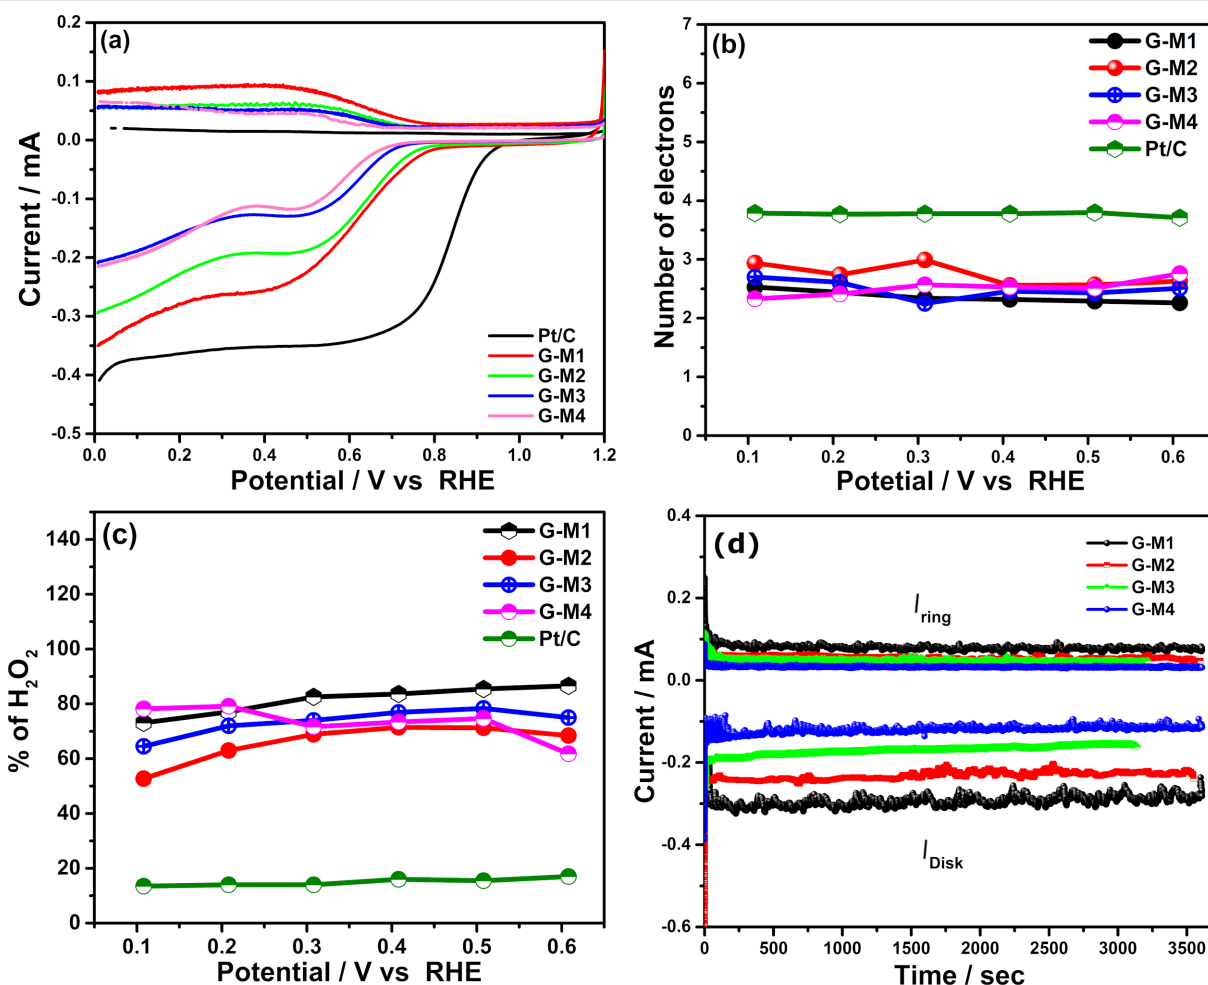 (a)
0.2
0.1
0.0
-0.1
-0.2
-0.3
-0.4
-0.5
Current / mA
0.0
0.2
0.4
0.6
0.8
1.0
1.2
Potential / V vs RHE
Pt/C
G-M1
G-M2
G-M3
G-M4
(b)
7
6
5
4
3
2
1
0
Number of electrons
0.1
0.2
0.3
0.4
0.5
0.6
Potetial / V vs RHE
G-M1
G-M2
G-M3
G-M4
Pt/C
(c)
140
120
100
80
60
40
20
0
% of H2O2
0.1
0.2
0.3
0.4
0.5
0.6
Potential / V vs RHE
G-M1
G-M2
G-M3
G-M4
Pt/C
(d)
0.4
0.2
0.0
-0.2
-0.4
-0.6
Current / mA
0
500
1000
1500
2000
2500
3000
3500
Time / sec
G-M1
G-M2
G-M3
G-M4
Iring
IDisk